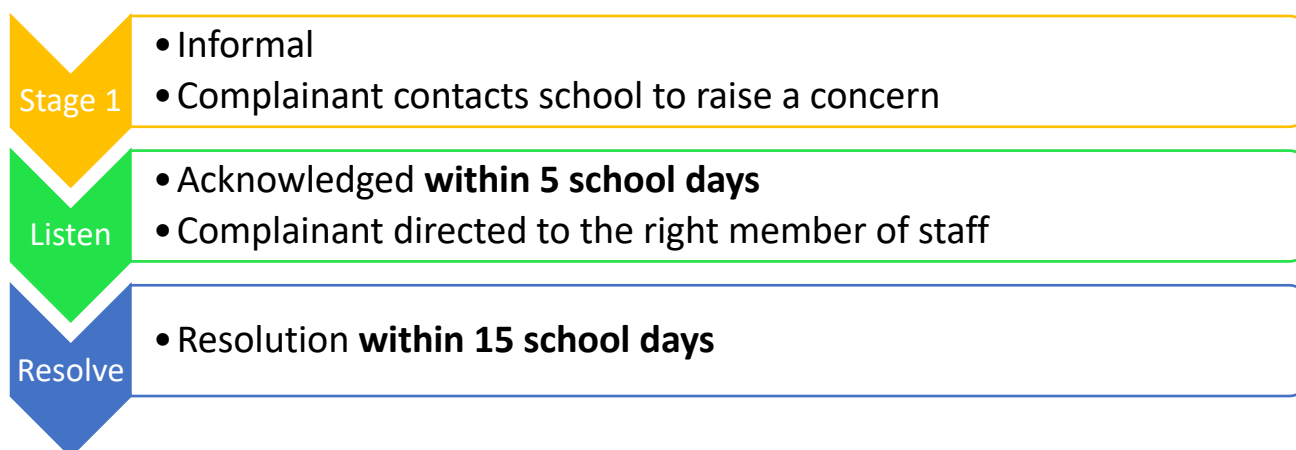 Stage 1
• Informal
• Complainant contacts school to raise a concern
Listen
• Acknowledged within 5 school days
• Complainant directed to the right member of staff
Resolve
• Resolution within 15 school days